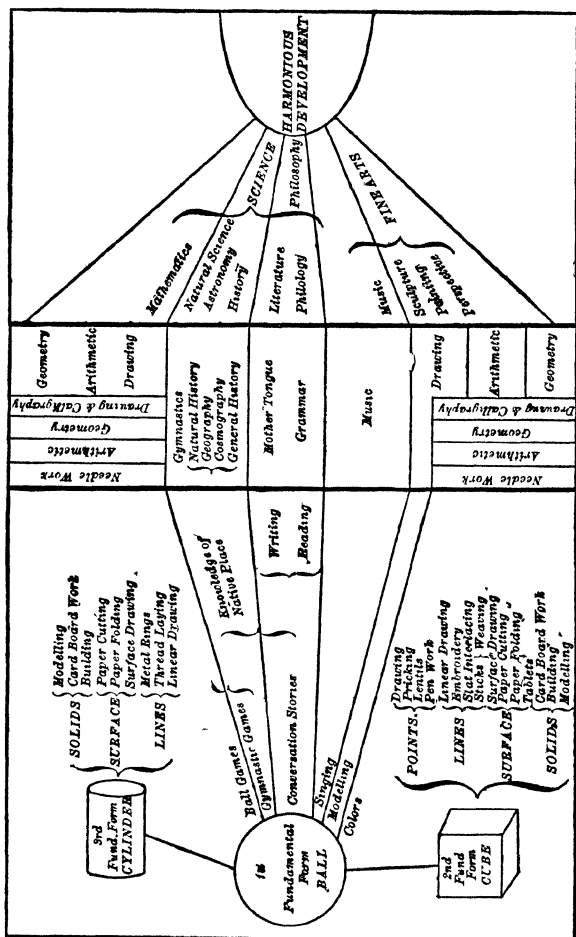 3rd
Fund. Form
CYLINDER
SOLIDS
Modelling
Card Board Work
Building
SURFACE
Paper Cutting
Paper Folding
Surface Drawing
LINES
Metal Rings
Thread Laying
Linear Drawing
1st
Fundamental
Form
BALL
Ball Games
Gymnastic Games
Knowledge of
Native Place
Conversation Stories
Writing
Reading
Singing
Modelling
Colors
2nd
Fund
Form
CUBE
POINTS.
Drawing
Pricking
Lentils
Pen Work
LINES
Linear Drawing
Embroidery
Slat Interlacing
Sticks
Weaving
SURFACE
Surface Drawing
Paper Cutting
Paper Folding
Tablets
SOLIDS
Card Board Work
Building
Modelling
Needle Work
Arithmetic
Geometry
Drawing & Calligraphy
Geometry
Arithmetic
Drawing
Gymnastics
Natural History
Geography
Cosmography
General History
Mother Tongue
Grammar
Music
Needle Work
Arithmetic
Geometry
Drawing & Calligraphy
Drawing
Arithmetic
Geometry
Mathematics
Natural Science
Astronomy
History
SCIENCE
Literature
Philology
Philosophy
FINE ARTS
Music
Sculpture
Painting
Perspective
HARMONIOUS
DEVELOPMENT